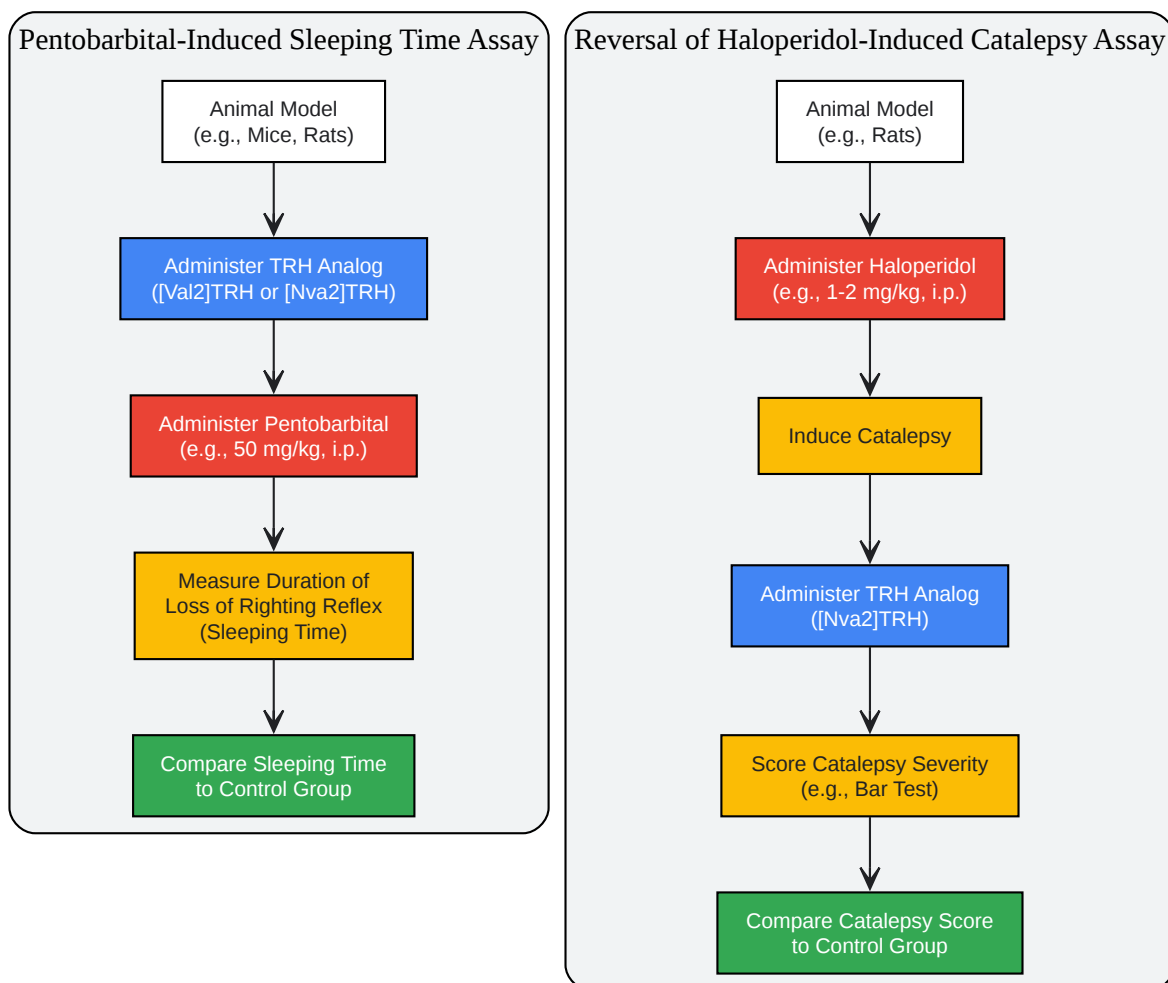 Pentobarbital-Induced Sleeping Time Assay
Animal Model
(e.g., Mice, Rats)
Administer TRH Analog
([Val2]TRH or [Nva2]TRH)
Administer Pentobarbital
(e.g., 50 mg/kg, i.p.)
Measure Duration of
Loss of Righting Reflex
(Sleeping Time)
Compare Sleeping Time
to Control Group
Reversal of Haloperidol-Induced Catalepsy Assay
Animal Model
(e.g., Rats)
Administer Haloperidol
(e.g., 1-2 mg/kg, i.p.)
Induce Catalepsy
Administer TRH Analog
([Nva2]TRH)
Score Catalepsy Severity
(e.g., Bar Test)
Compare Catalepsy Score
to Control Group